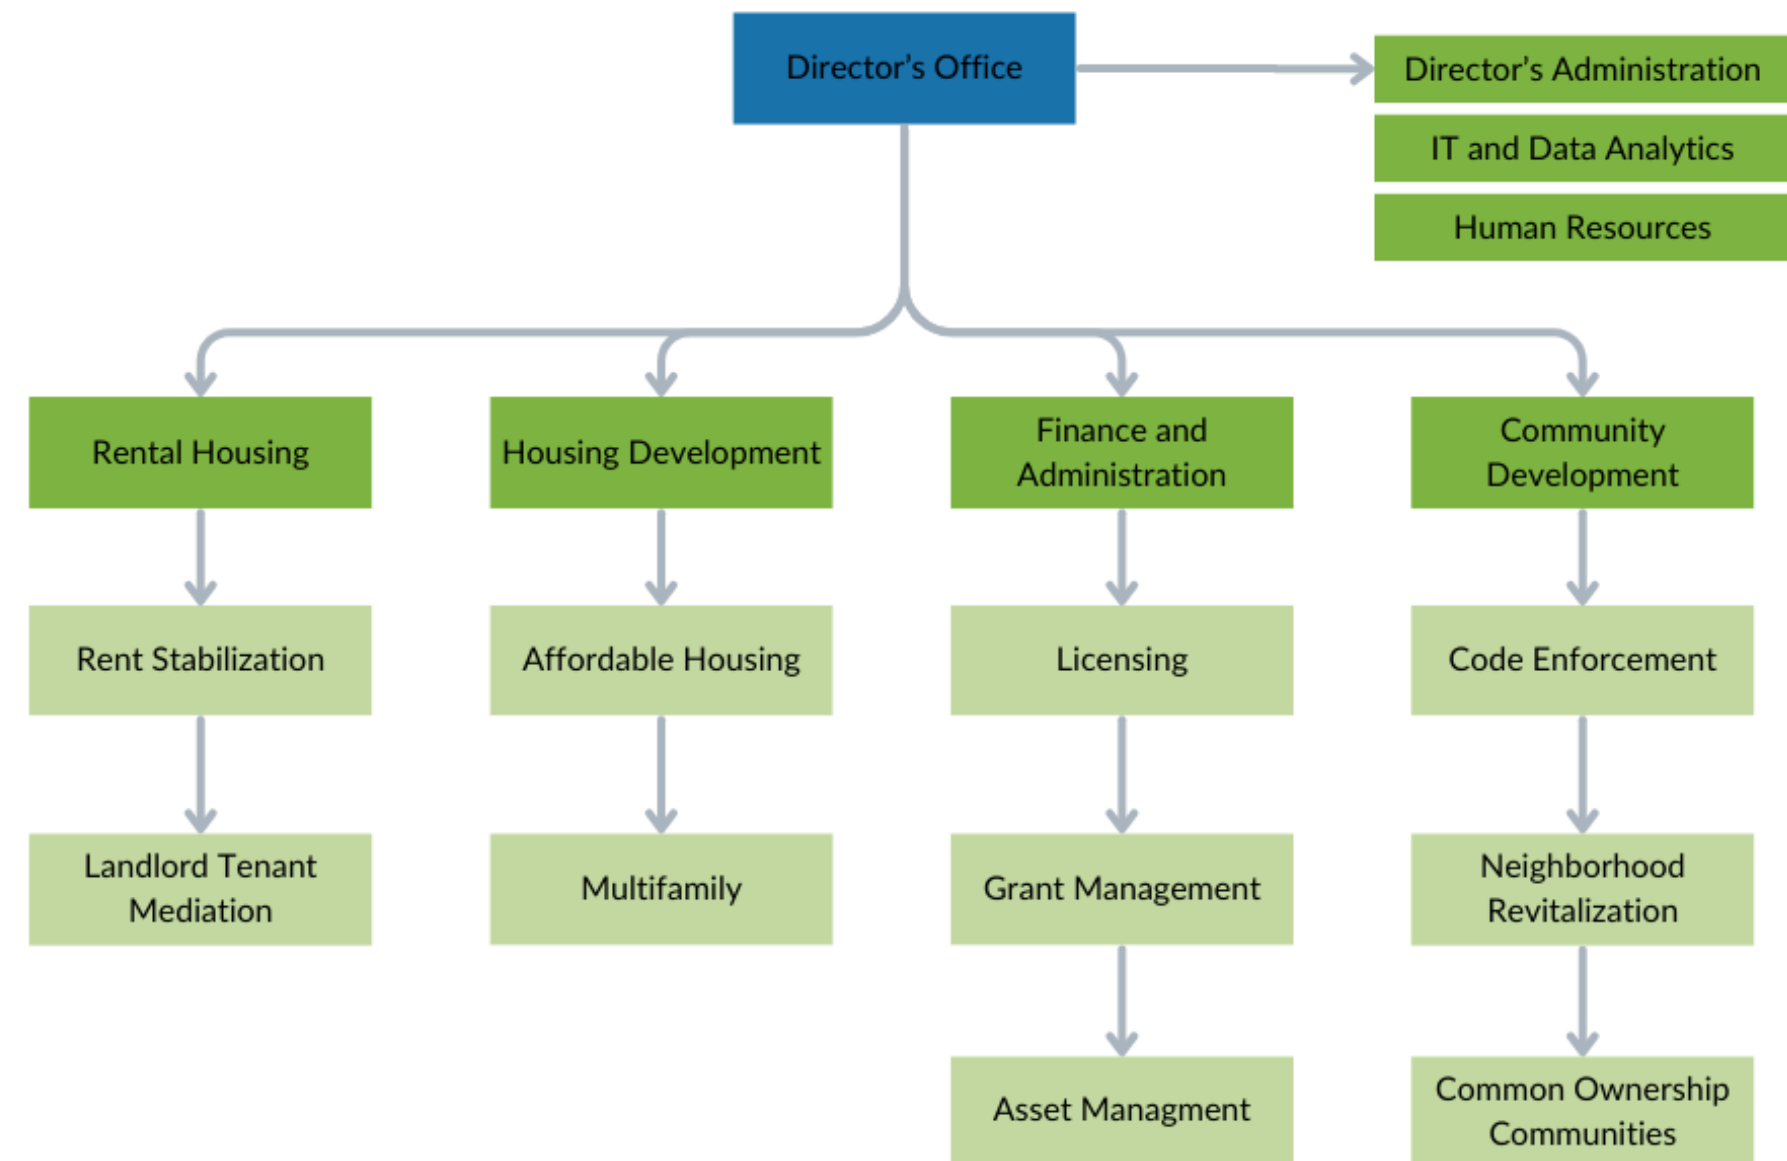 Director’s Office
Director’s Administration
IT and Data Analytics
Human Resources
Rental Housing
Housing Development
Finance and
Administration
Community
Development
Rent Stabilization
Affordable Housing
Licensing
Code Enforcement
Landlord Tenant
Mediation
Multifamily
Grant Management
Neighborhood
Revitalization
Asset Managment
Common Ownership
Communities